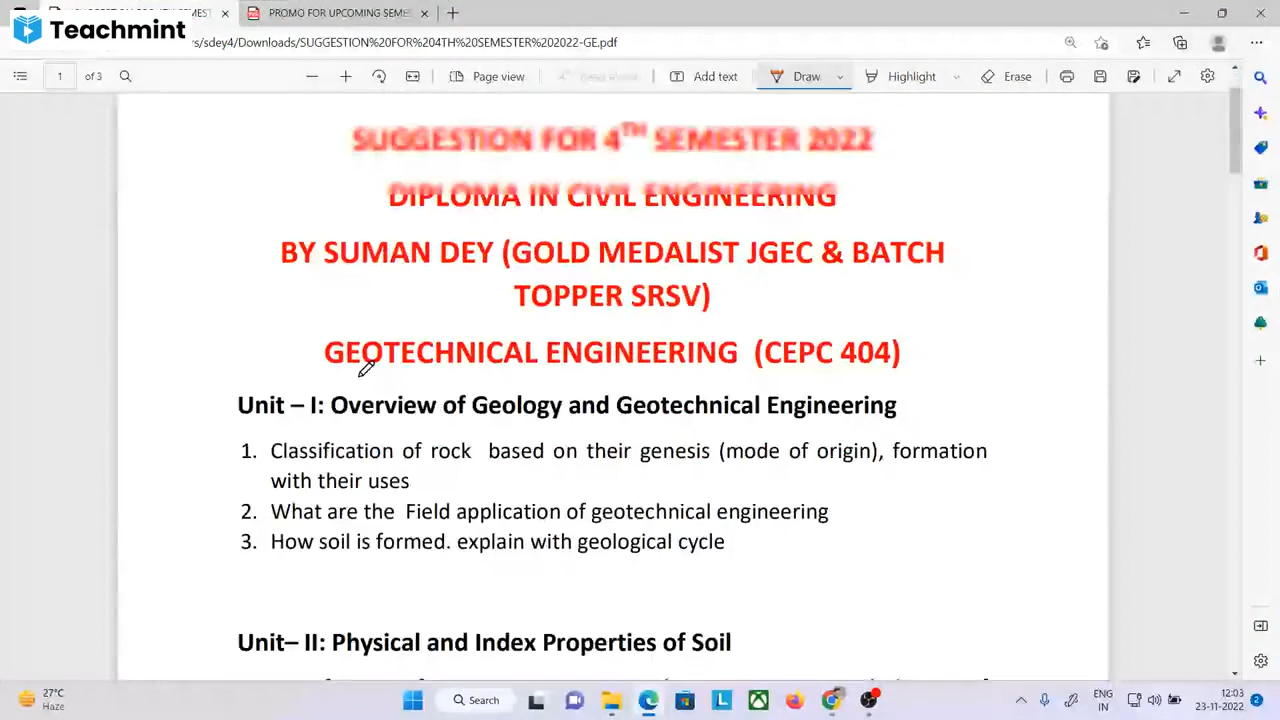 Teachmint
MEST
PROMO FOR UPCOMING SEMES
rs/sdey4/Downloads/SUGGESTION%20FOR%204TH%20SEMESTER%202022-GE.pdf
1 of 3
Page view
Read aloud
Add text
Draw
Highlight
Erase
SUGGESTION FOR 4TH SEMESTER 2022
DIPLOMA IN CIVIL ENGINEERING
BY SUMAN DEY (GOLD MEDALIST JGEC & BATCH
TOPPER SRSV)
GEOTECHNICAL ENGINEERING (CEPC 404)
Unit – I: Overview of Geology and Geotechnical Engineering
1. Classification of rock based on their genesis (mode of origin), formation
with their uses
2. What are the Field application of geotechnical engineering
3. How soil is formed. explain with geological cycle
Unit– II: Physical and Index Properties of Soil
27°C
Haze
Search
ENG
IN
12:03
23-11-2022
2